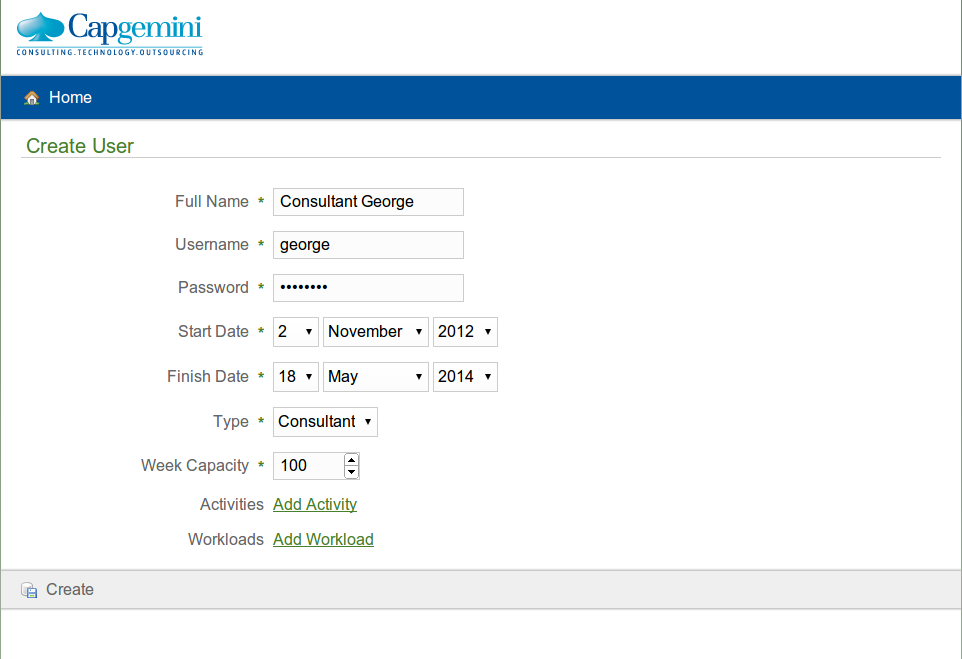 Capgemini
CONSULTING.TECHNOLOGY.OUTSOURCING
Home
Create User
Full Name * Consultant George
Username * george
Password * ••••••••
Start Date * 2 November 2012
Finish Date * 18 May 2014
Type * Consultant
Week Capacity * 100
Activities Add Activity
Workloads Add Workload
Create